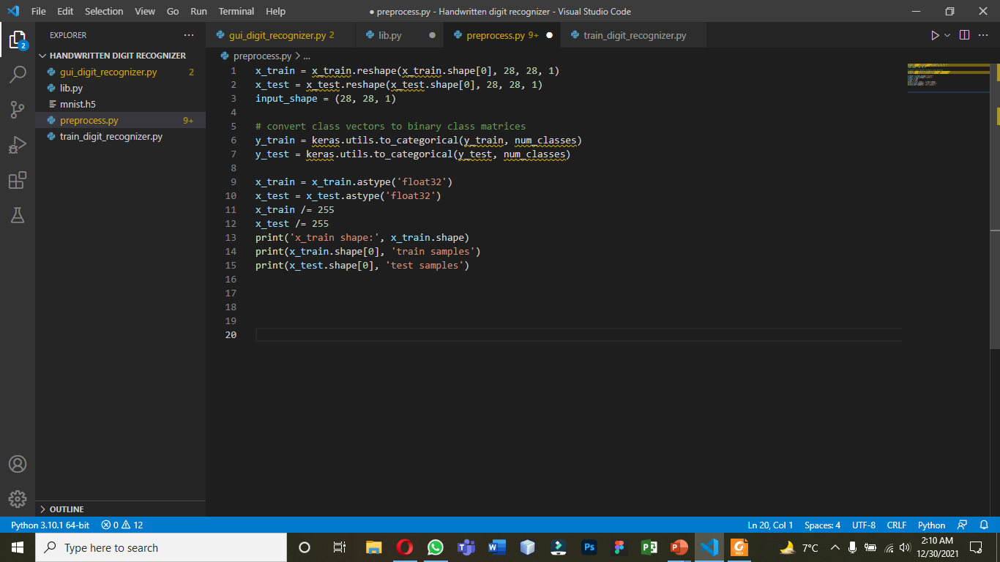 File Edit Selection View Go Run Terminal Help
● preprocess.py - Handwritten digit recognizer - Visual Studio Code
EXPLORER
gui_digit_recognizer.py 2
lib.py
preprocess.py 9+
train_digit_recognizer.py
2
HANDWRITTEN DIGIT RECOGNIZER
gui_digit_recognizer.py 2
lib.py
mnist.h5
preprocess.py 9+
train_digit_recognizer.py
OUTLINE
preprocess.py > ...
1 x_train = x_train.reshape(x_train.shape[0], 28, 28, 1)
2 x_test = x_test.reshape(x_test.shape[0], 28, 28, 1)
3 input_shape = (28, 28, 1)
4
5 # convert class vectors to binary class matrices
6 y_train = keras.utils.to_categorical(y_train, num_classes)
7 y_test = keras.utils.to_categorical(y_test, num_classes)
8
9 x_train = x_train.astype('float32')
10 x_test = x_test.astype('float32')
11 x_train /= 255
12 x_test /= 255
13 print('x_train shape:', x_train.shape)
14 print(x_train.shape[0], 'train samples')
15 print(x_test.shape[0], 'test samples')
16
17
18
19
20
Python 3.10.1 64-bit 0 12
Ln 20, Col 1 Spaces: 4 UTF-8 CRLF Python
Type here to search
7°C
2:10 AM
12/30/2021